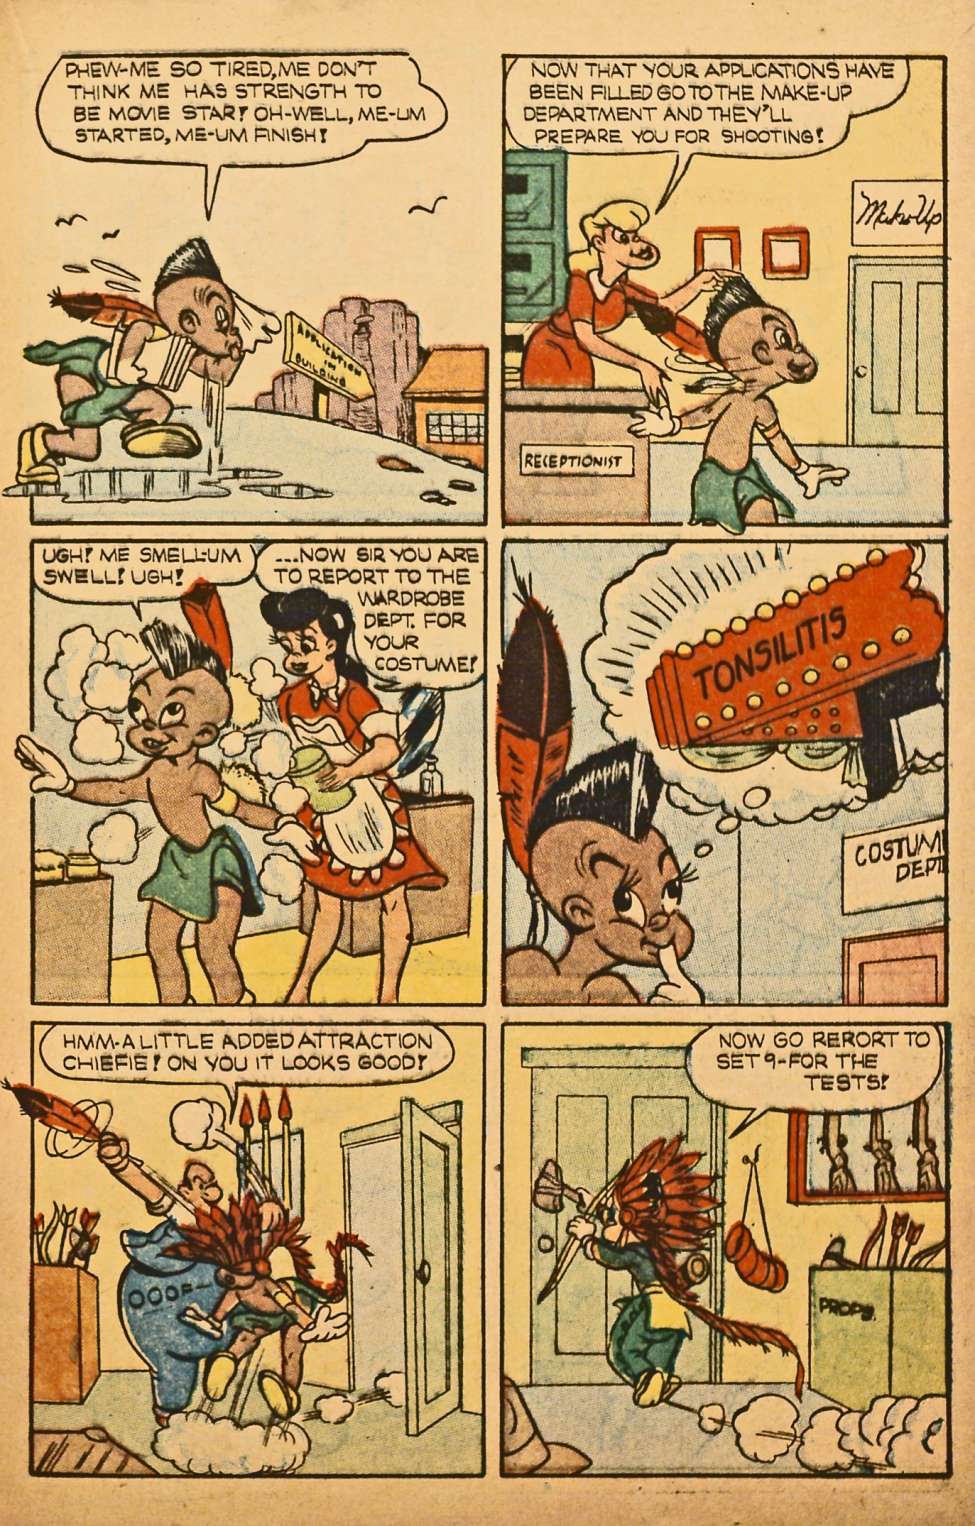 PHEW-ME SO TIRED, ME DON'T
THINK ME HAS STRENGTH TO
BE MOVIE STAR! OH-WELL, ME-UM
STARTED, ME-UM FINISH!
APPLICATION
IN
BUILDING
NOW THAT YOUR APPLICATIONS HAVE
BEEN FILLED GO TO THE MAKE-UP
DEPARTMENT AND THEY'LL
PREPARE YOU FOR SHOOTING!
Make Up
RECEPTIONIST
UGH! ME SMELL-UM
SWELL! UGH!
...NOW SIR YOU ARE
TO REPORT TO THE
WARDROBE
DEPT. FOR
YOUR
COSTUME!
TONSILITIS
COSTUM
DEPT
HMM-A LITTLE ADDED ATTRACTION
CHIEFIE! ON YOU IT LOOKS GOOD!
OOOF-
NOW GO RERORT TO
SET 9-FOR THE
TESTS!
PROPS